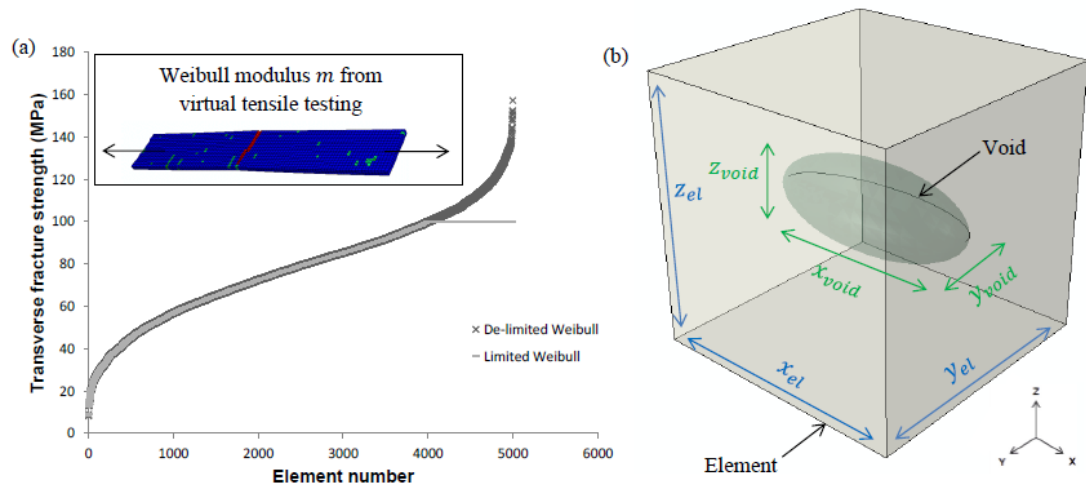 (a)
180
160
140
120
100
80
60
40
20
0
Transverse fracture strength (MPa)
Weibull modulus m from
virtual tensile testing
× De-limited Weibull
— Limited Weibull
0 1000 2000 3000 4000 5000 6000
Element number
(b)
Void
z_void
z_el
x_void
y_void
x_el
y_el
Element
Z
Y X